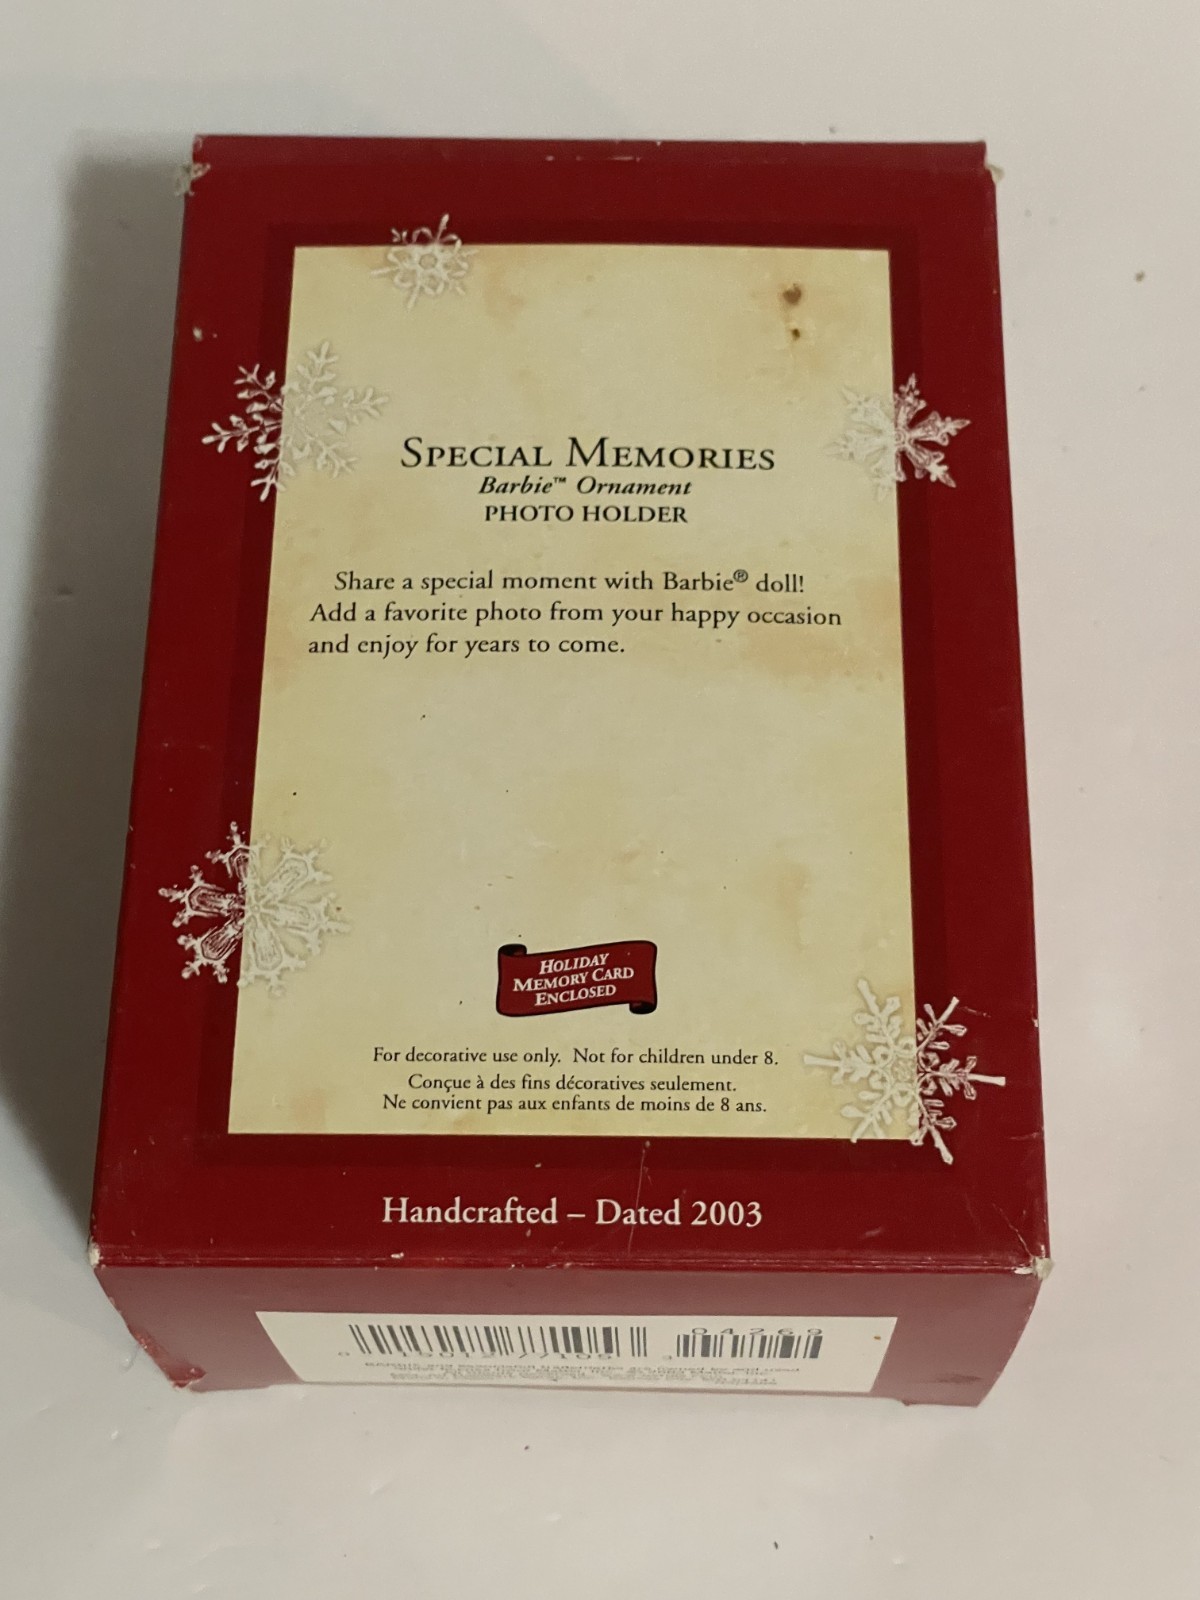 SPECIAL MEMORIES
Barbie™ Ornament
PHOTO HOLDER
Share a special moment with Barbie® doll!
Add a favorite photo from your happy occasion
and enjoy for years to come.
HOLIDAY
MEMORY CARD
ENCLOSED
For decorative use only. Not for children under 8.
Conçue à des fins décoratives seulement.
Ne convient pas aux enfants de moins de 8 ans.
Handcrafted – Dated 2003
04269